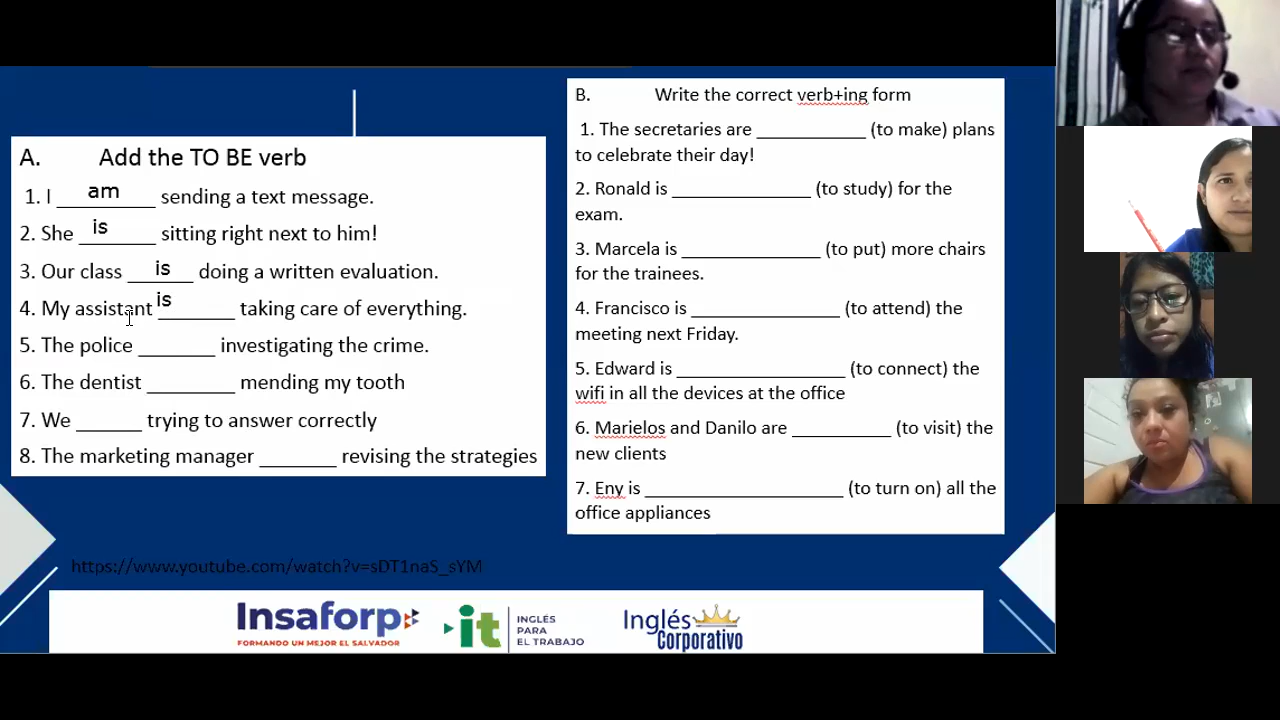 A. Add the TO BE verb
1. I am sending a text message.
2. She is sitting right next to him!
3. Our class is doing a written evaluation.
4. My assistant is taking care of everything.
5. The police ________ investigating the crime.
6. The dentist _________ mending my tooth
7. We ______ trying to answer correctly
8. The marketing manager ________ revising the strategies
B. Write the correct verb+ing form
1. The secretaries are ____________ (to make) plans
to celebrate their day!
2. Ronald is _______________ (to study) for the
exam.
3. Marcela is _______________ (to put) more chairs
for the trainees.
4. Francisco is ________________ (to attend) the
meeting next Friday.
5. Edward is __________________ (to connect) the
wifi in all the devices at the office
6. Marielos and Danilo are ___________ (to visit) the
new clients
7. Eny is ______________________ (to turn on) all the
office appliances
https://www.youtube.com/watch?v=sDT1naS_sYM
Insaforp
FORMANDO UN MEJOR EL SALVADOR
it
INGLÉS
PARA
EL TRABAJO
Inglés
Corporativo